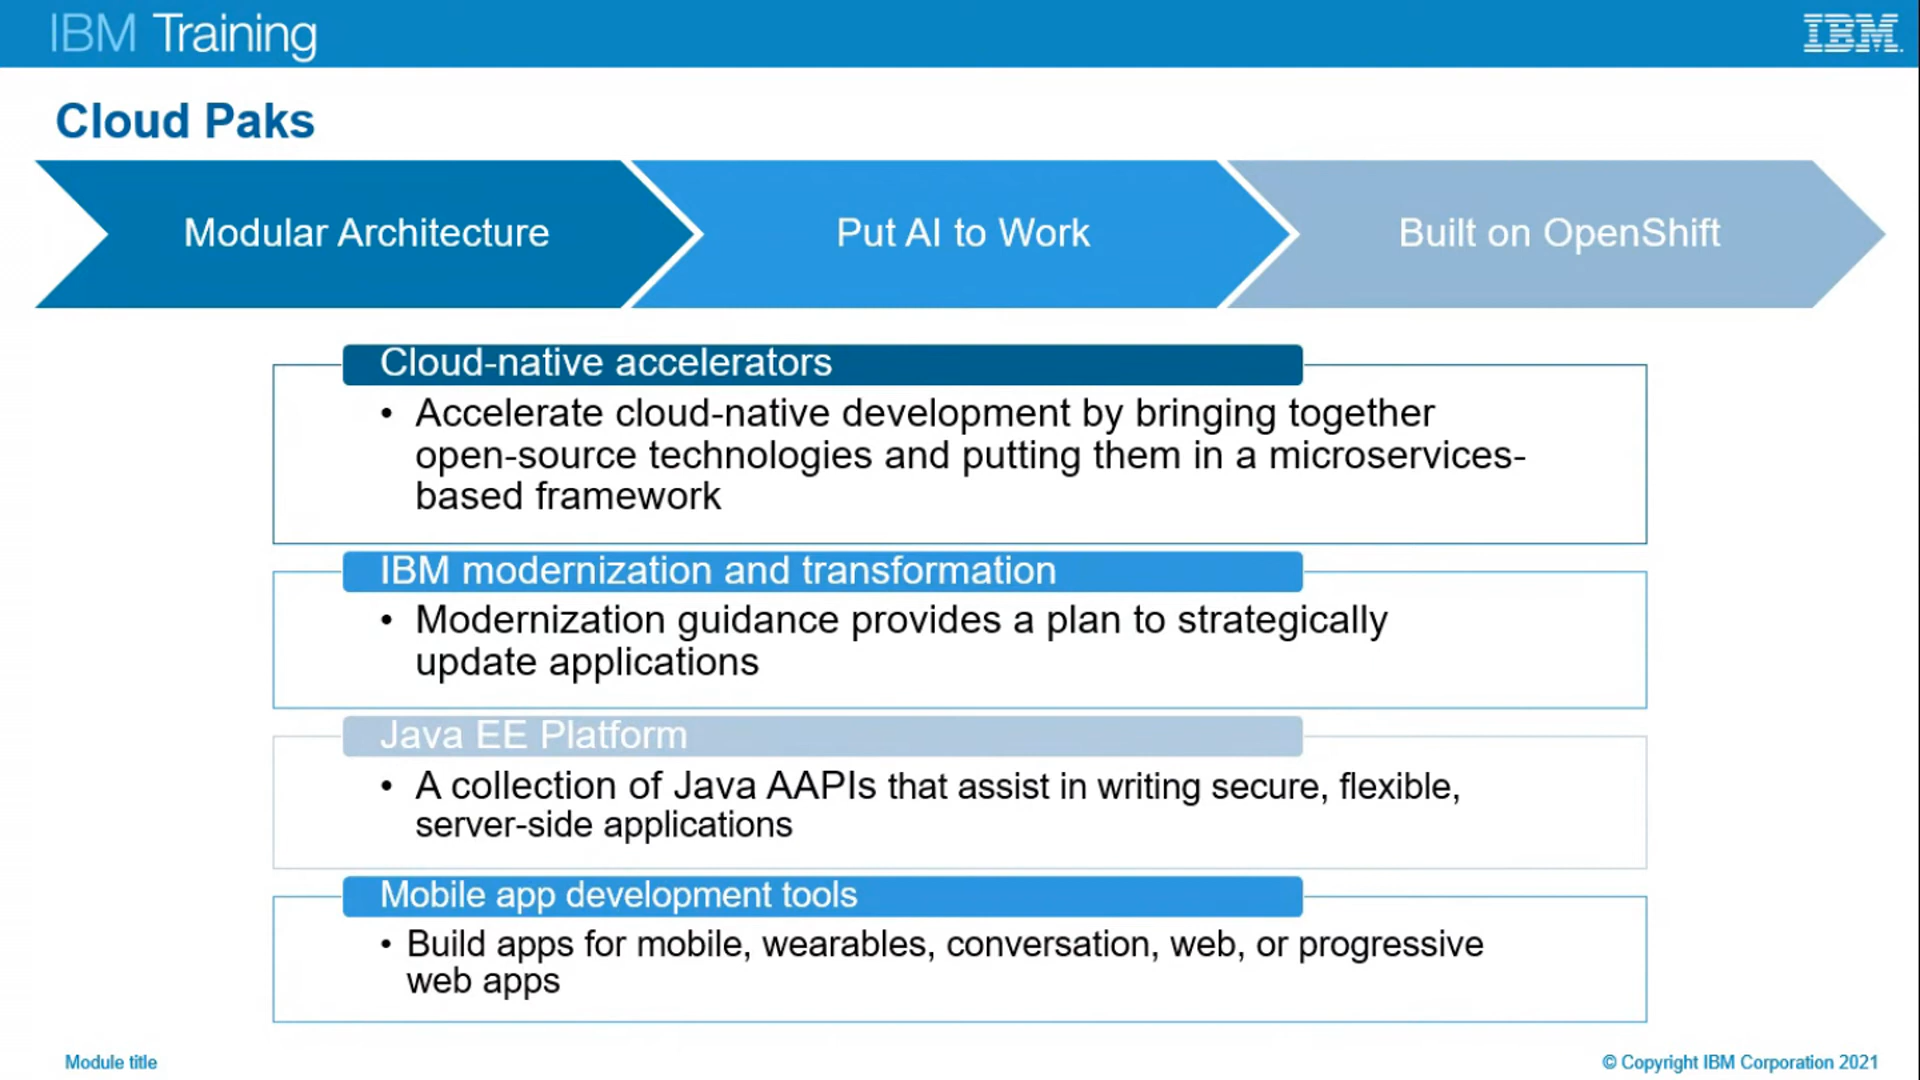 IBM Training
IBM.
Cloud Paks
Modular Architecture
Put AI to Work
Built on OpenShift
Cloud-native accelerators
• Accelerate cloud-native development by bringing together
open-source technologies and putting them in a microservices-
based framework
IBM modernization and transformation
• Modernization guidance provides a plan to strategically
update applications
Java EE Platform
• A collection of Java AAPIs that assist in writing secure, flexible,
server-side applications
Mobile app development tools
• Build apps for mobile, wearables, conversation, web, or progressive
web apps
Module title
© Copyright IBM Corporation 2021